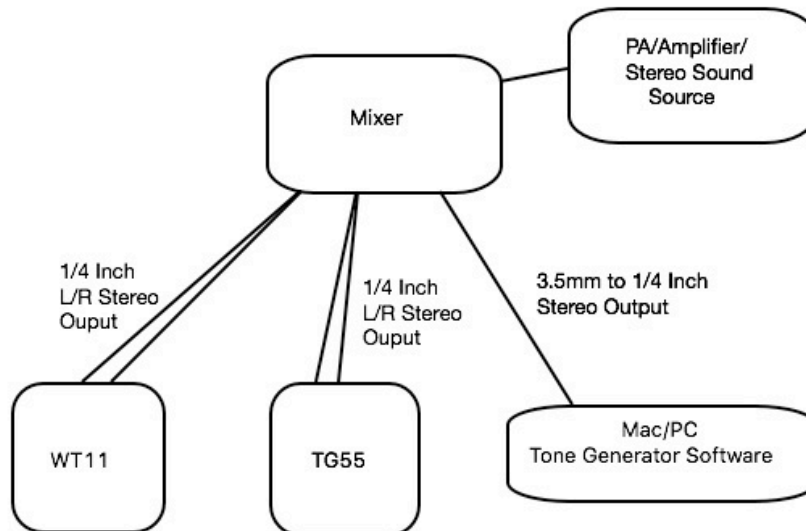 PA/Amplifier/
Stereo Sound
Source
Mixer
1/4 Inch
L/R Stereo
Ouput
1/4 Inch
L/R Stereo
Ouput
3.5mm to 1/4 Inch
Stereo Output
WT11
TG55
Mac/PC
Tone Generator Software